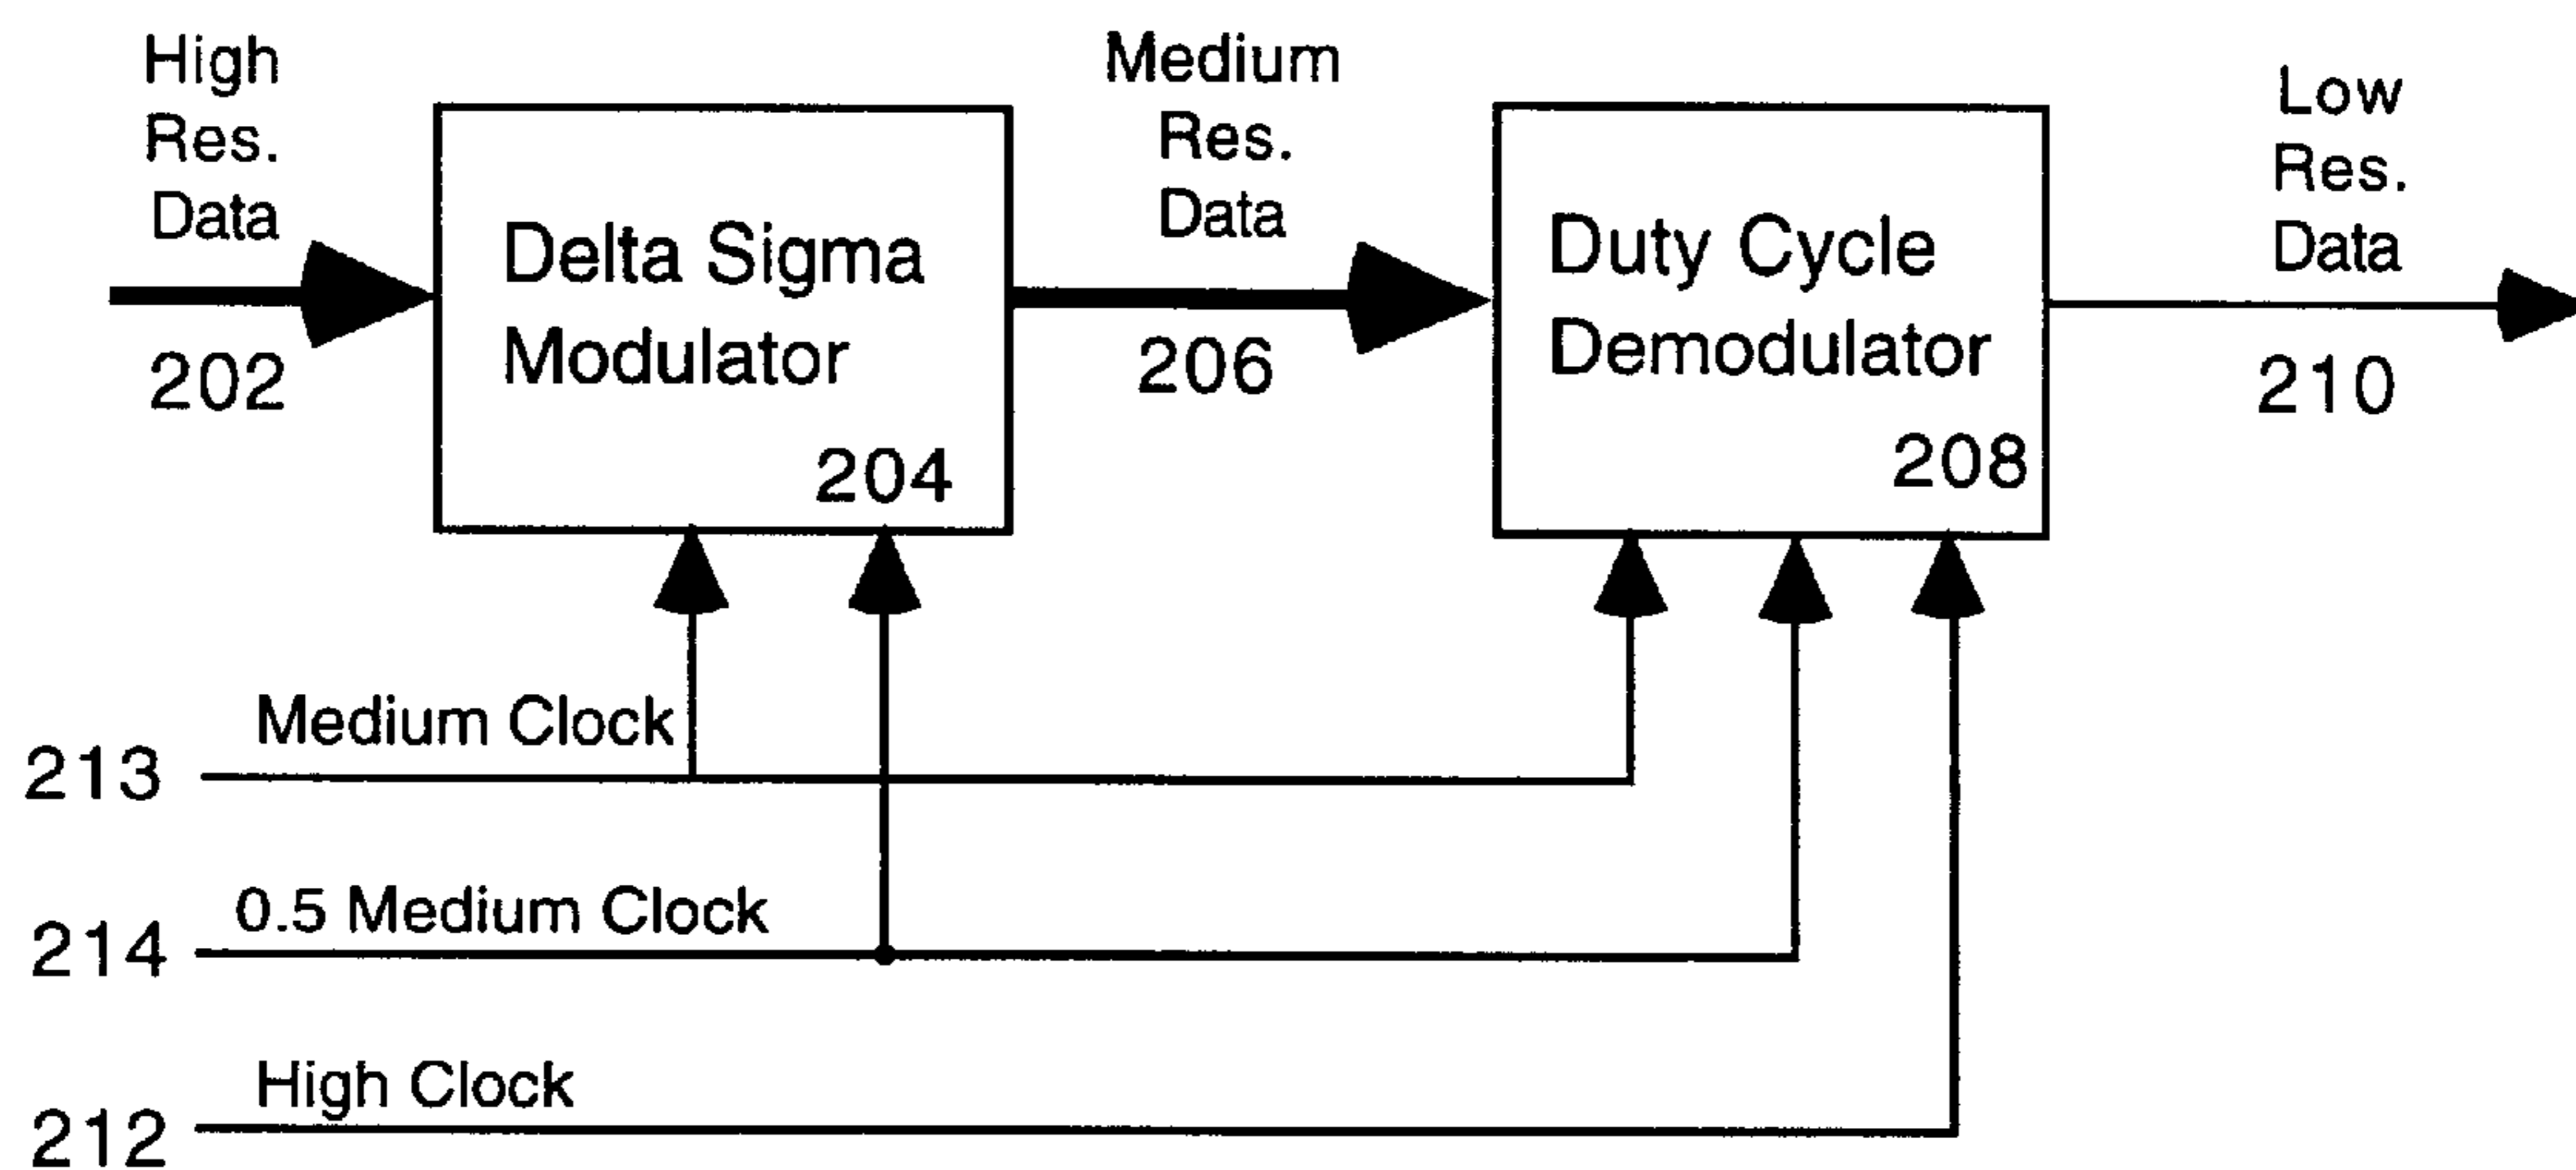 High
Res.
Data
202
Delta Sigma
Modulator
204
Medium
Res.
Data
206
Duty Cycle
Demodulator
208
Low
Res.
Data
210
Medium Clock
213
0.5 Medium Clock
214
High Clock
212